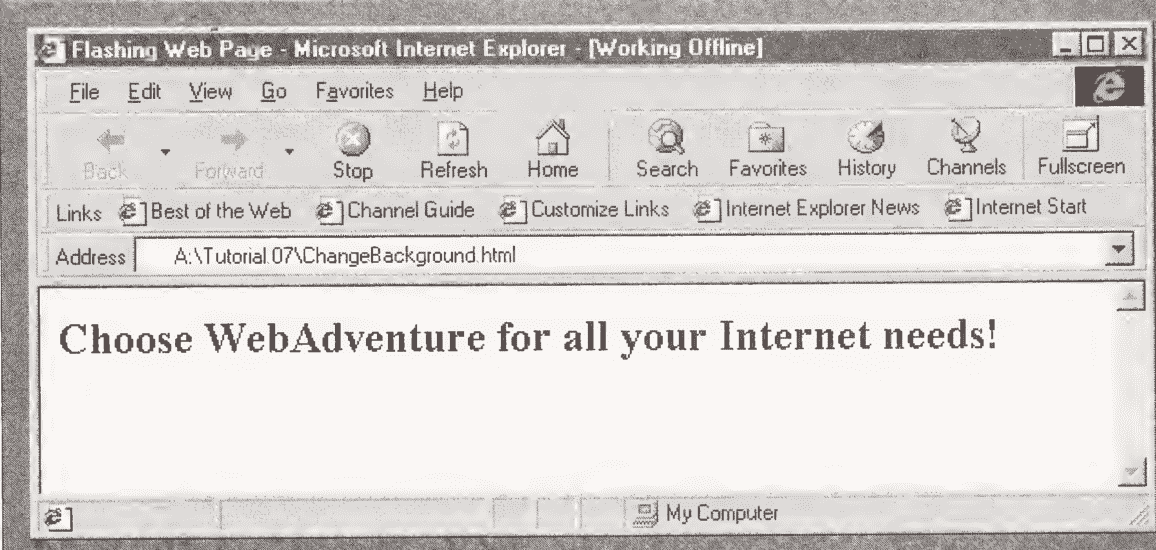 Flashing Web Page - Microsoft Internet Explorer - [Working Offline]
File Edit View Go Favorites Help
Back Forward Stop Refresh Home Search Favorites History Channels Fullscreen
Links Best of the Web Channel Guide Customize Links Internet Explorer News Internet Start
Address A:\Tutorial.07\ChangeBackground.html
Choose WebAdventure for all your Internet needs!
My Computer